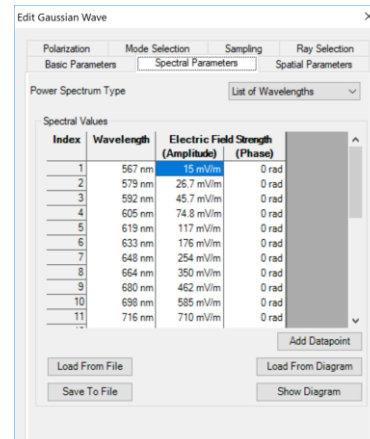 Edit Gaussian Wave ×
Polarization Mode Selection Sampling Ray Selection
Basic Parameters Spectral Parameters Spatial Parameters
Power Spectrum Type List of Wavelengths
Spectral Values
Index Wavelength Electric Field Strength
(Amplitude) (Phase)
1 567 nm 15 mV/m 0 rad
2 579 nm 26.7 mV/m 0 rad
3 592 nm 45.7 mV/m 0 rad
4 605 nm 74.8 mV/m 0 rad
5 619 nm 117 mV/m 0 rad
6 633 nm 176 mV/m 0 rad
7 648 nm 254 mV/m 0 rad
8 664 nm 350 mV/m 0 rad
9 680 nm 462 mV/m 0 rad
10 698 nm 585 mV/m 0 rad
11 716 nm 710 mV/m 0 rad
Add Datapoint
Load From File Load From Diagram
Save To File Show Diagram